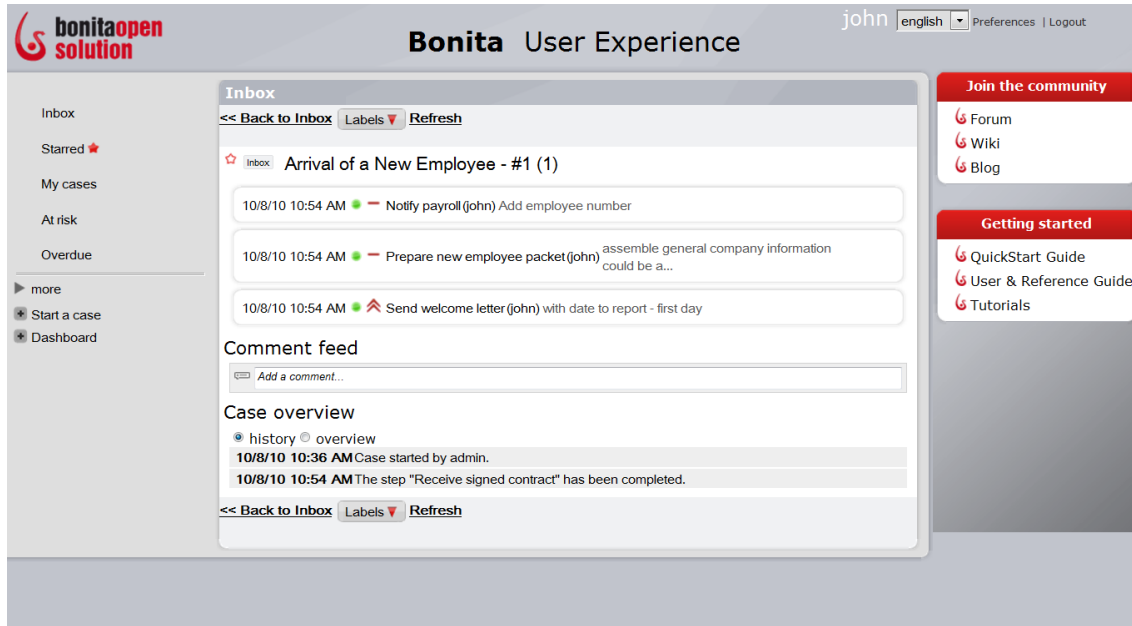 bonitaopen
solution
Bonita User Experience
john english Preferences | Logout
Inbox
Starred
My cases
At risk
Overdue
more
Start a case
Dashboard
Inbox
<< Back to Inbox Labels Refresh
Inbox Arrival of a New Employee - #1 (1)
10/8/10 10:54 AM Notify payroll(john) Add employee number
10/8/10 10:54 AM Prepare new employee packet(john) assemble general company information
could be a...
10/8/10 10:54 AM Send welcome letter(john) with date to report - first day
Comment feed
Add a comment...
Case overview
history overview
10/8/10 10:36 AM Case started by admin.
10/8/10 10:54 AM The step "Receive signed contract" has been completed.
<< Back to Inbox Labels Refresh
Join the community
Forum
Wiki
Blog
Getting started
QuickStart Guide
User & Reference Guide
Tutorials